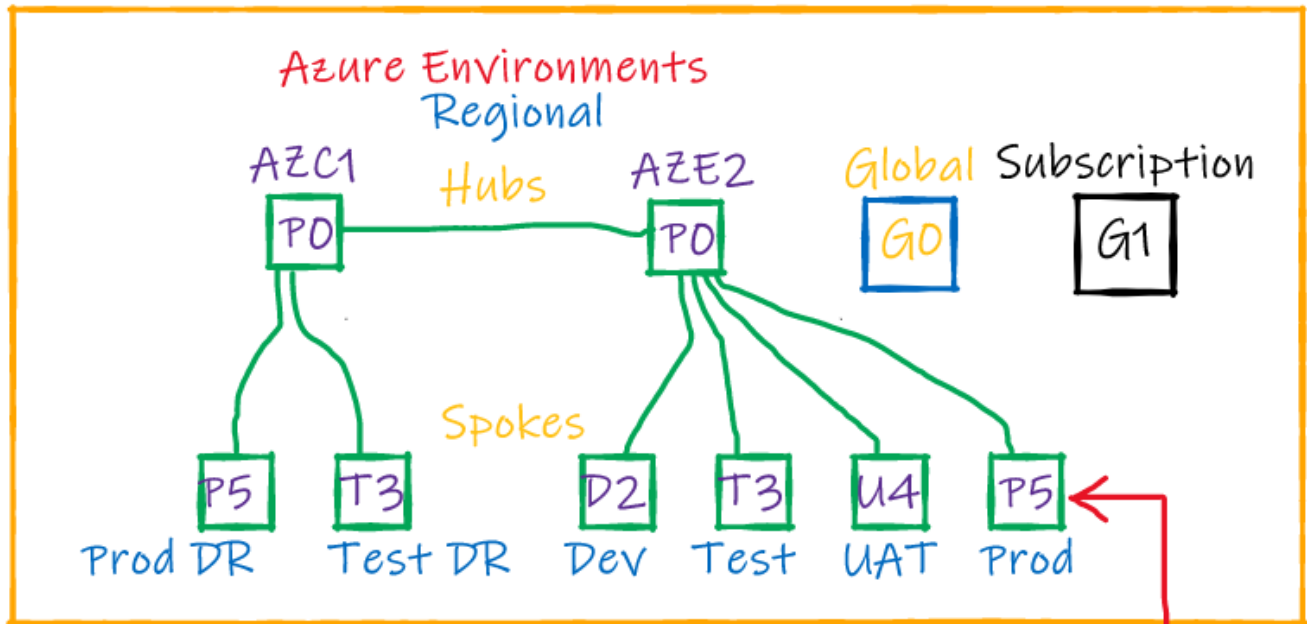 Azure Environments
Regional
AZC1
Hubs
AZE2
Global
Subscription
P0
P0
G0
G1
Spokes
P5
T3
D2
T3
U4
P5
Prod DR
Test DR
Dev
Test
UAT
Prod